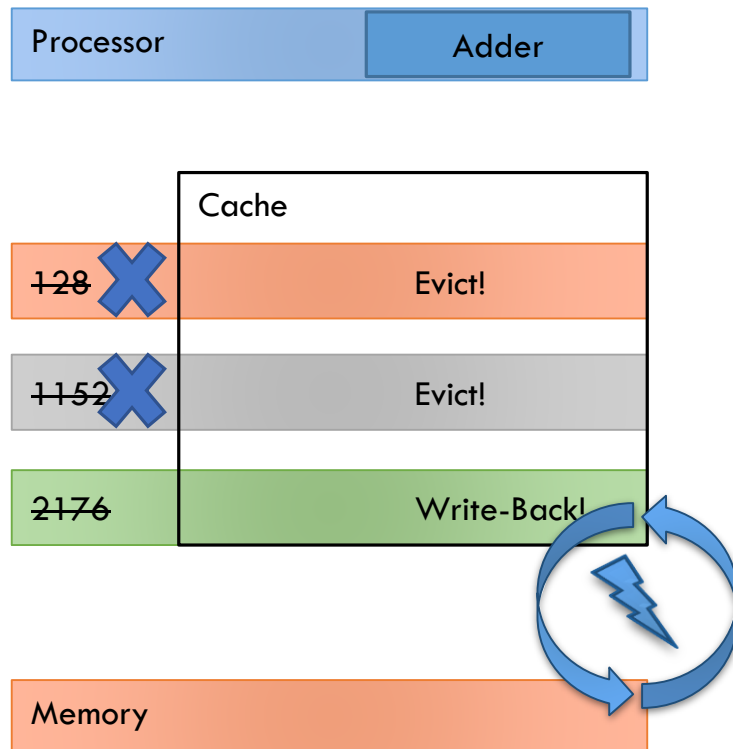 Processor
Adder
Cache
128
Evict!
1152
Evict!
2176
Write-Back!
Memory